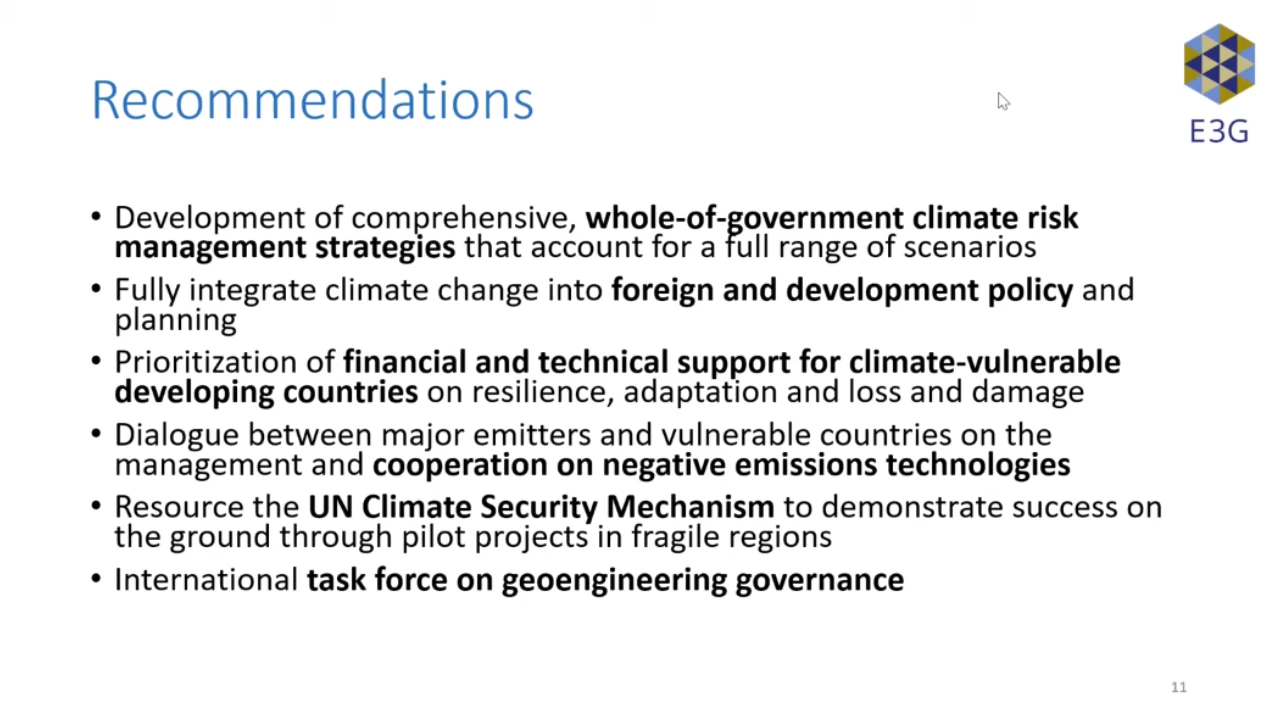 E3G
Recommendations
• Development of comprehensive, whole-of-government climate risk
management strategies that account for a full range of scenarios
• Fully integrate climate change into foreign and development policy and
planning
• Prioritization of financial and technical support for climate-vulnerable
developing countries on resilience, adaptation and loss and damage
• Dialogue between major emitters and vulnerable countries on the
management and cooperation on negative emissions technologies
• Resource the UN Climate Security Mechanism to demonstrate success on
the ground through pilot projects in fragile regions
• International task force on geoengineering governance
11